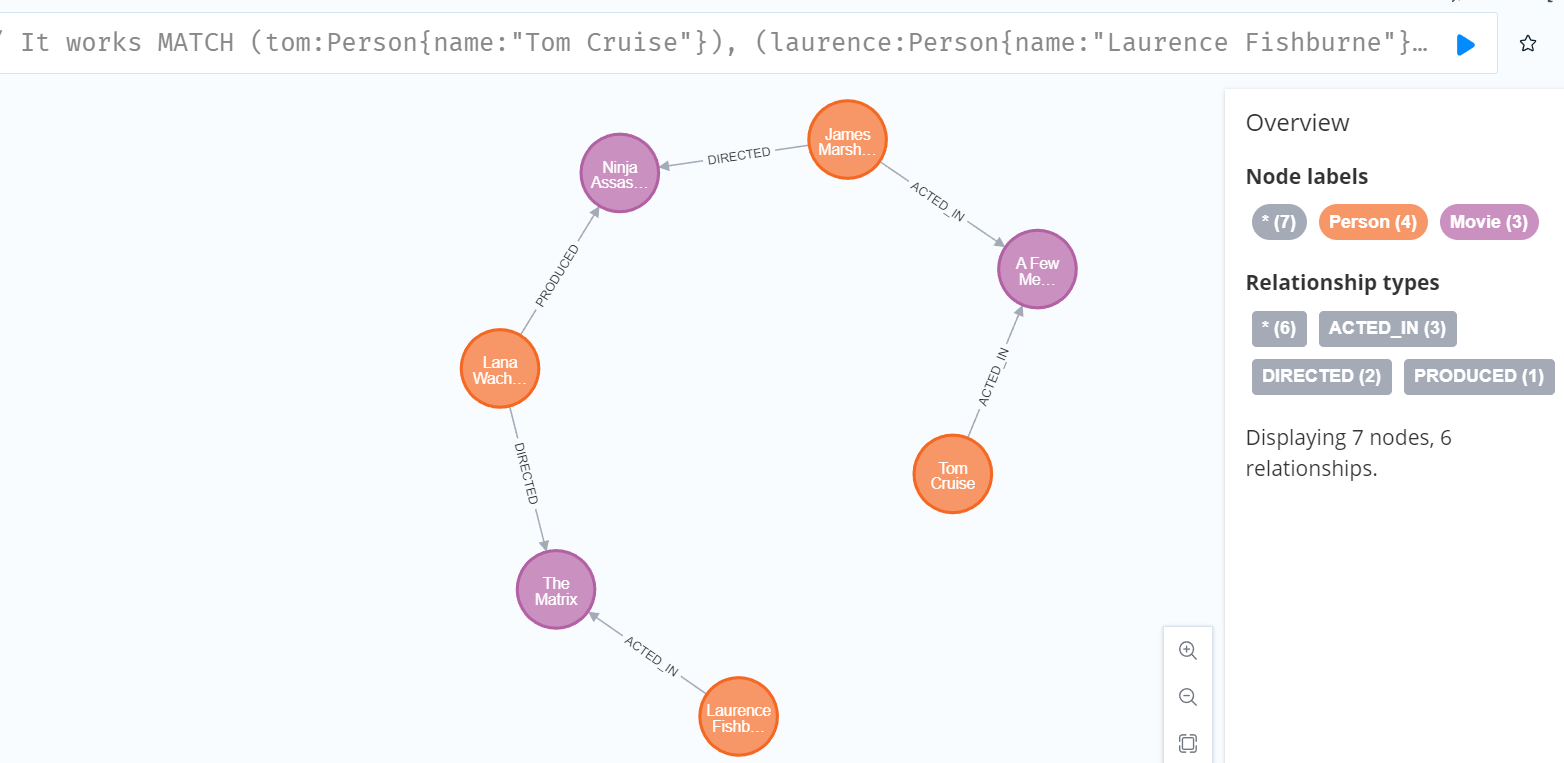 It works MATCH (tom:Person{name:"Tom Cruise"}), (laurence:Person{name:"Laurence Fishburne"}…
James
Marsh…
DIRECTED
Ninja
Assas…
ACTED_IN
A Few
Me…
PRODUCED
Lana
Wach…
ACTED_IN
Tom
Cruise
DIRECTED
The
Matrix
ACTED_IN
Laurence
Fishb…
Overview
Node labels
* (7) Person (4) Movie (3)
Relationship types
* (6) ACTED_IN (3)
DIRECTED (2) PRODUCED (1)
Displaying 7 nodes, 6
relationships.